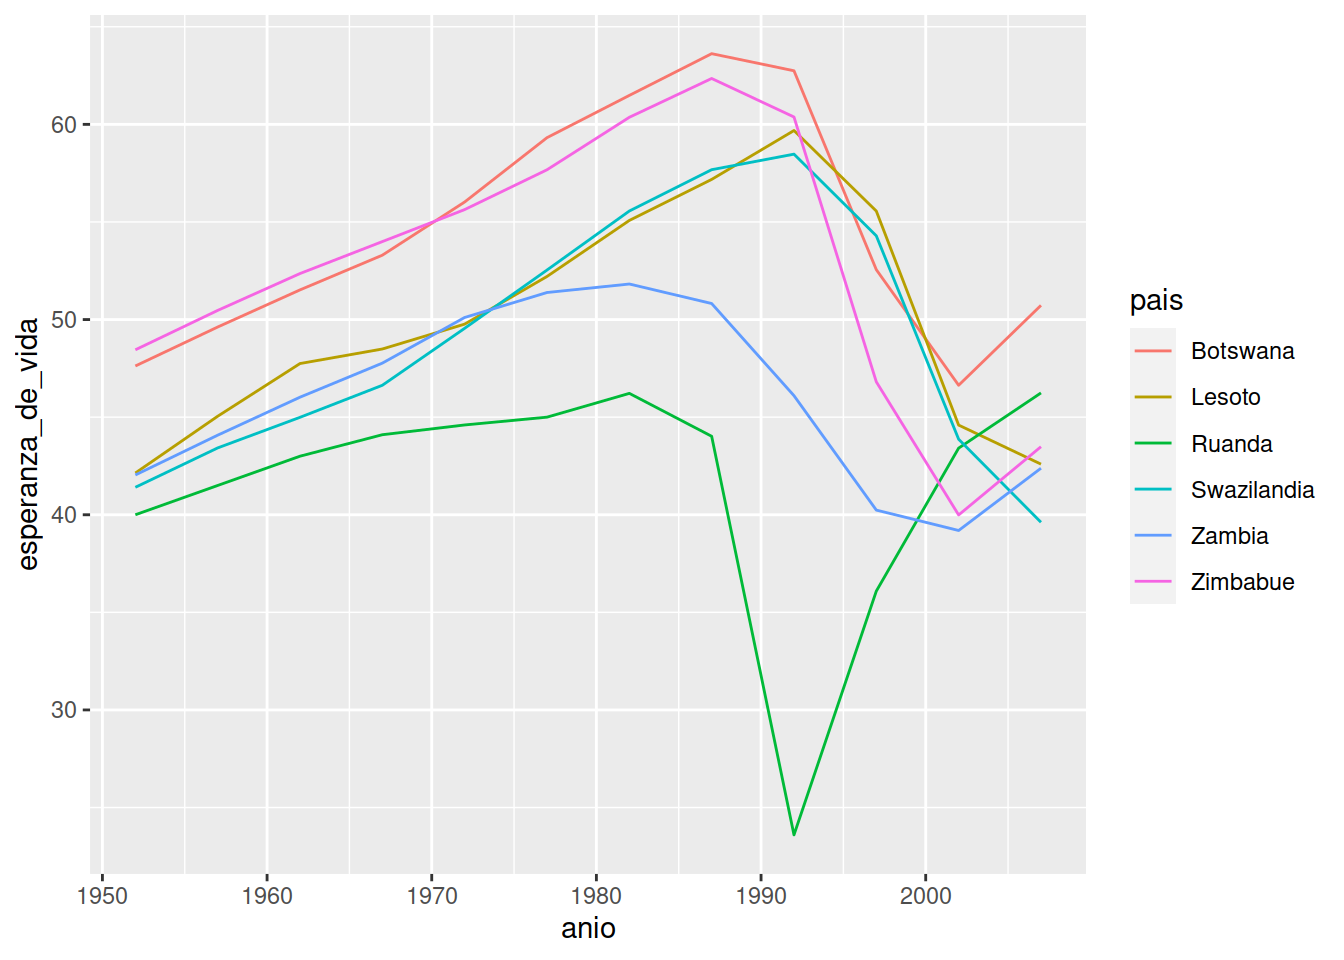 esperanza_de_vida
60
50
40
30
1950 1960 1970 1980 1990 2000
anio
pais
Botswana
Lesoto
Ruanda
Swazilandia
Zambia
Zimbabue